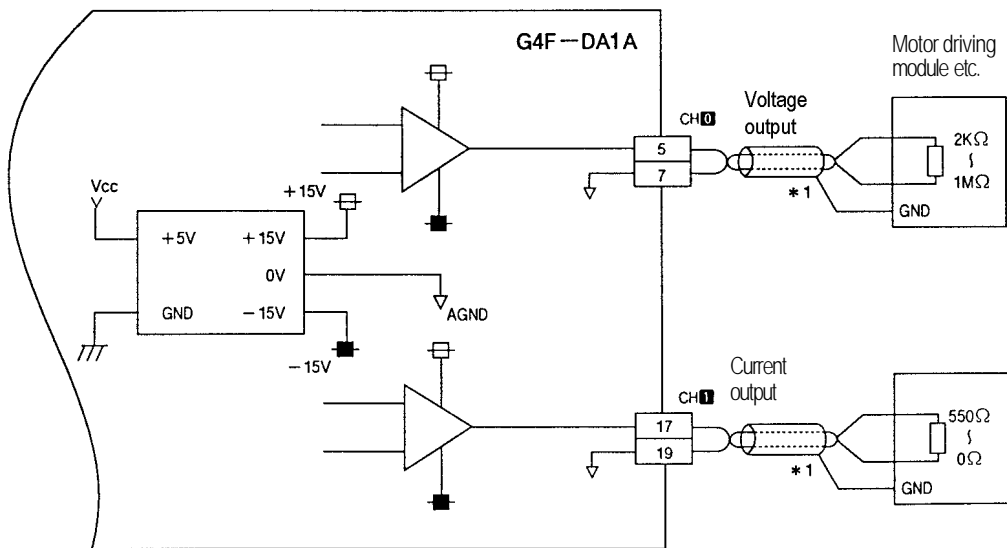 G4F-DA1A
Motor driving
module etc.
CH0
Voltage
output
5
7
*1
2KΩ
~
1MΩ
GND
Vcc
+15V
+5V
+15V
0V
GND
-15V
AGND
-15V
CH1
Current
output
17
19
*1
550Ω
~
0Ω
GND